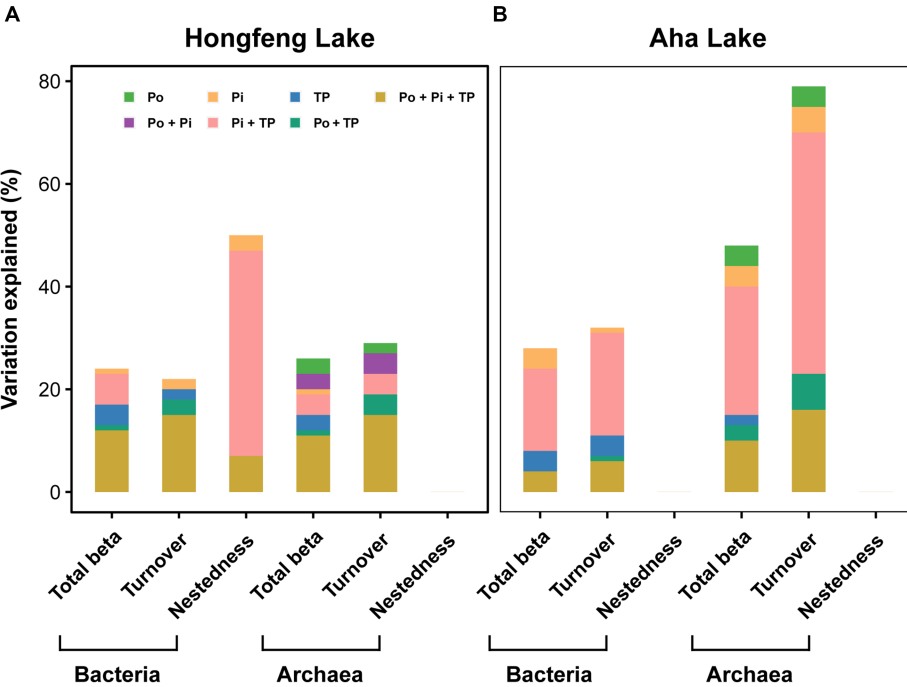 A
B
Hongfeng Lake
Aha Lake
Variation explained (%)
80
60
40
20
0
Po
Pi
TP
Po + Pi + TP
Po + Pi
Pi + TP
Po + TP
Total beta
Turnover
Nestedness
Total beta
Turnover
Nestedness
Total beta
Turnover
Nestedness
Total beta
Turnover
Nestedness
Bacteria
Archaea
Bacteria
Archaea